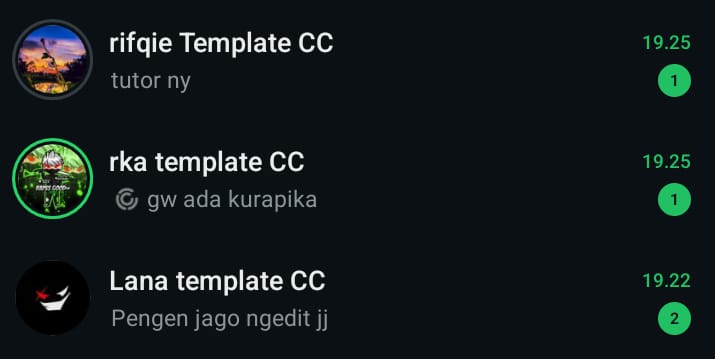 rifqie Template CC
19.25
tutor ny
1
rka template CC
19.25
gw ada kurapika
1
Lana template CC
19.22
Pengen jago ngedit jj
2